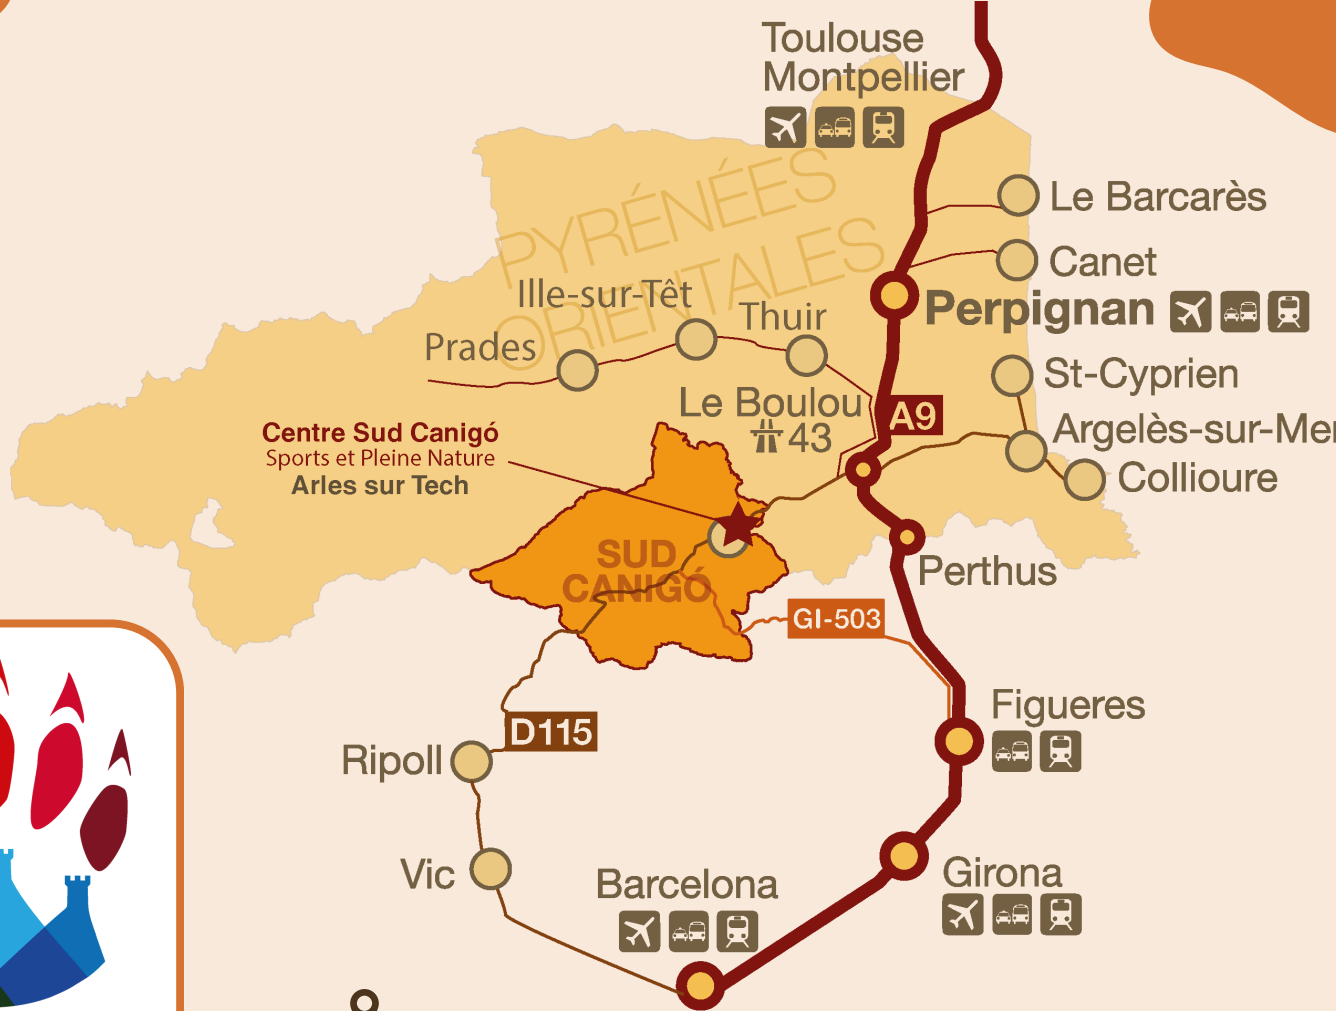 Toulouse
Montpellier
PYRÉNÉES
ORIENTALES
Le Barcarès
Canet
Perpignan
Ille-sur-Têt
Thuir
Prades
St-Cyprien
Le Boulou
43
A9
Argelès-sur-Mer
Collioure
Centre Sud Canigó
Sports et Pleine Nature
Arles sur Tech
SUD
CANIGÓ
Perthus
GI-503
Figueres
D115
Ripoll
Vic
Barcelona
Girona